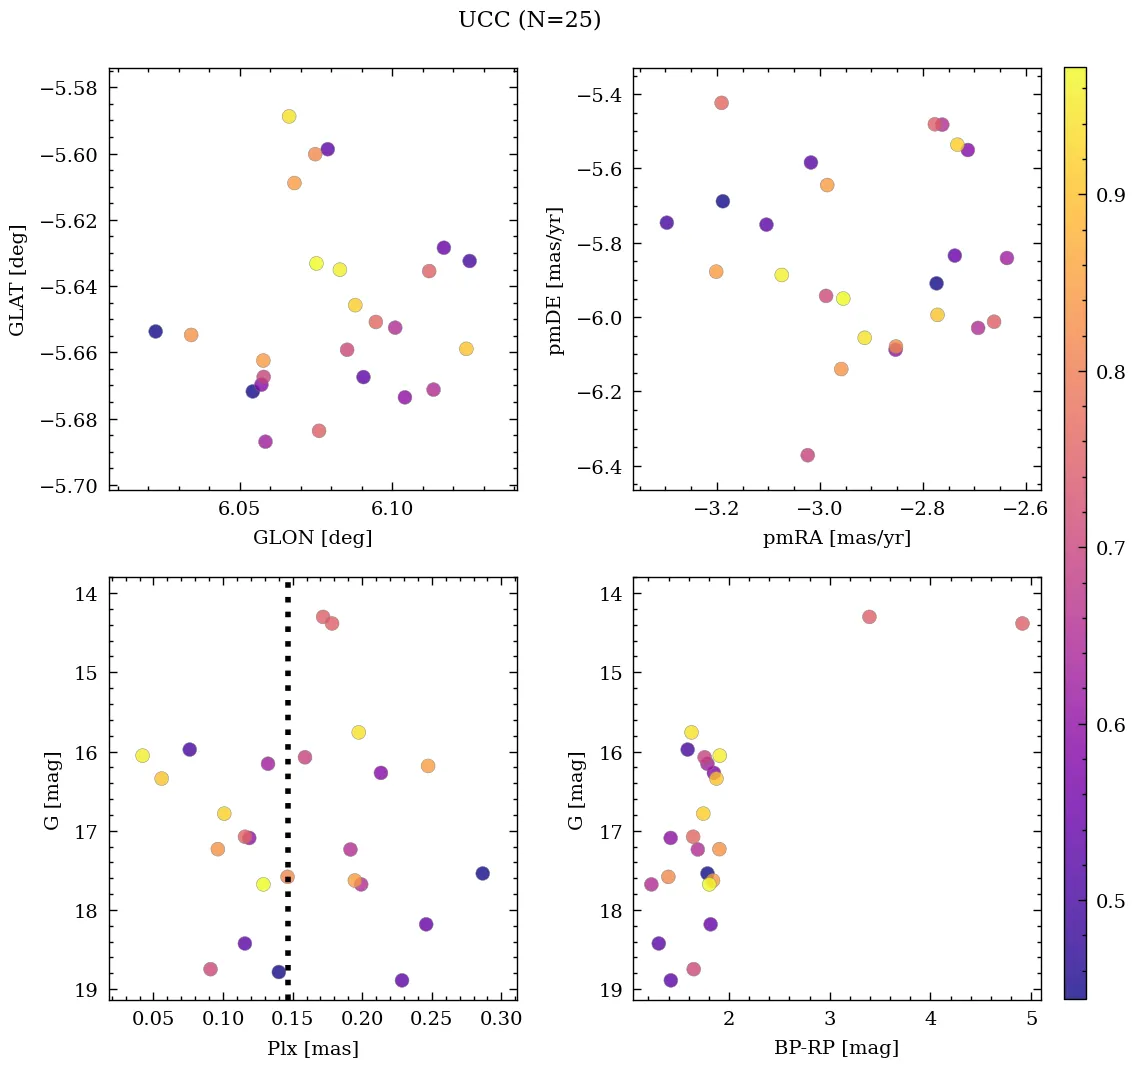 UCC (N=25)
−5.58
−5.60
−5.62
−5.64
−5.66
−5.68
−5.70
GLAT [deg]
6.05 6.10
GLON [deg]
−5.4
−5.6
−5.8
−6.0
−6.2
−6.4
pmDE [mas/yr]
−3.2 −3.0 −2.8 −2.6
pmRA [mas/yr]
14
15
16
17
18
19
G [mag]
0.05 0.10 0.15 0.20 0.25 0.30
Plx [mas]
14
15
16
17
18
19
G [mag]
2 3 4 5
BP-RP [mag]
0.9
0.8
0.7
0.6
0.5